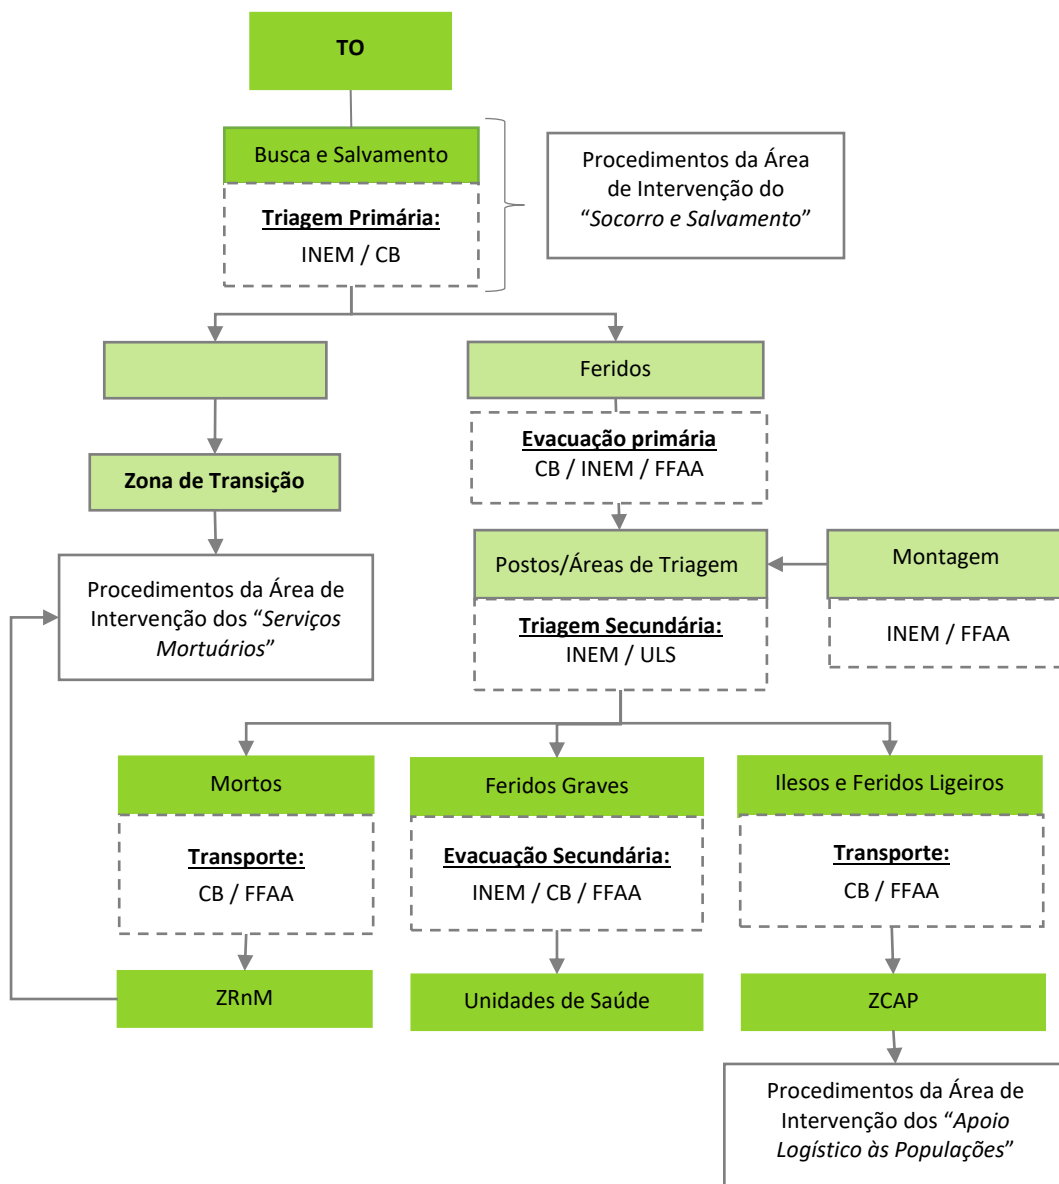 TO
Busca e Salvamento
Triagem Primária:
INEM / CB
Procedimentos da Área
de Intervenção do
“Socorro e Salvamento”
Feridos
Evacuação primária
CB / INEM / FFAA
Zona de Transição
Postos/Áreas de Triagem
Triagem Secundária:
INEM / ULS
Montagem
INEM / FFAA
Procedimentos da Área de
Intervenção dos “Serviços
Mortuários”
Mortos
Transporte:
CB / FFAA
Feridos Graves
Evacuação Secundária:
INEM / CB / FFAA
Ilesos e Feridos Ligeiros
Transporte:
CB / FFAA
ZRnM
Unidades de Saúde
ZCAP
Procedimentos da Área de
Intervenção dos “Apoio
Logístico às Populações”